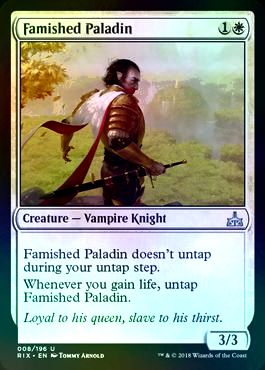 Famished Paladin 1
Creature — Vampire Knight
Famished Paladin doesn't untap
during your untap step.
Whenever you gain life, untap
Famished Paladin.
Loyal to his queen, slave to his thirst.
3/3
008/196 U
RIX • EN TOMMY ARNOLD
™ & © 2018 Wizards of the Coast